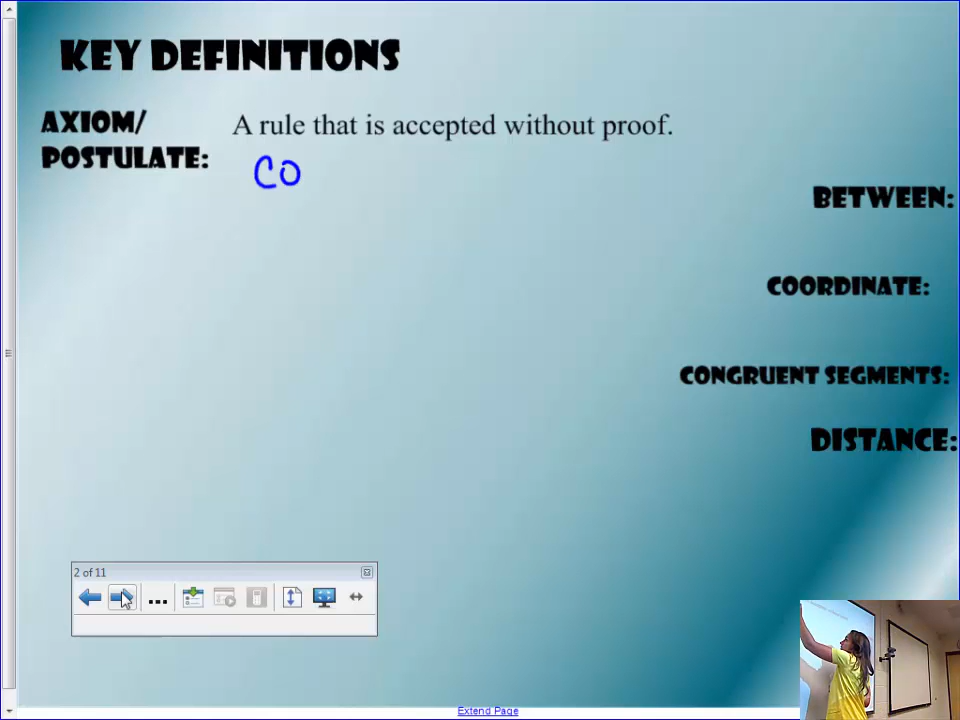 KEY DEFINITIONS
AXIOM/
POSTULATE:
A rule that is accepted without proof.
CO
BETWEEN:
COORDINATE:
CONGRUENT SEGMENTS:
DISTANCE:
2 of 11
Extend Page